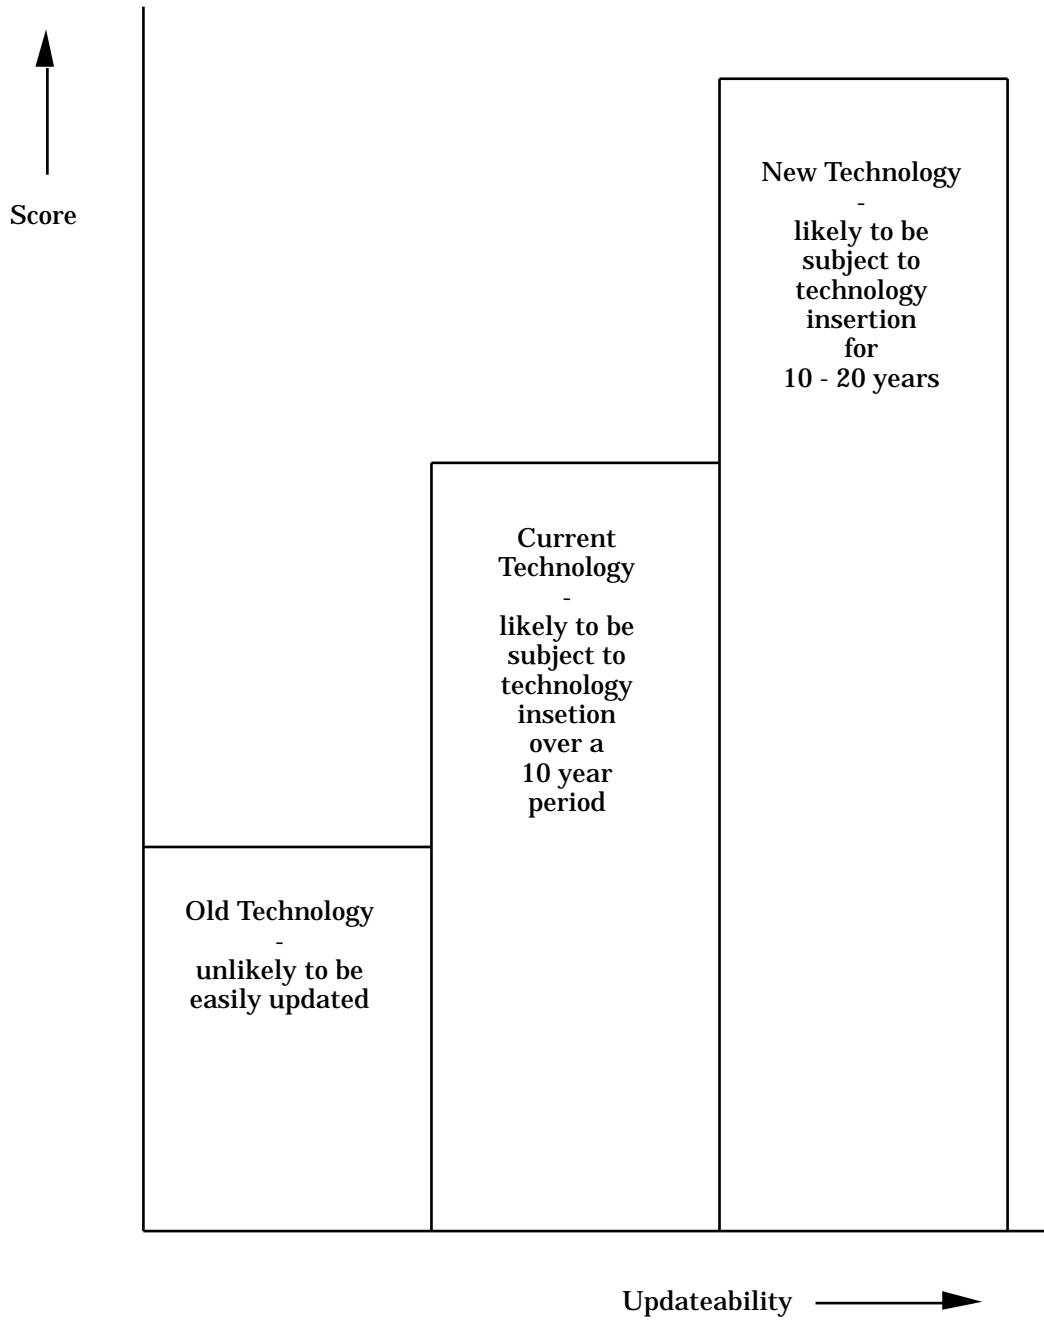 Score
New Technology
-
likely to be
subject to
technology
insertion
for
10 - 20 years
Current
Technology
-
likely to be
subject to
technology
insetion
over a
10 year
period
Old Technology
-
unlikely to be
easily updated
Updateability